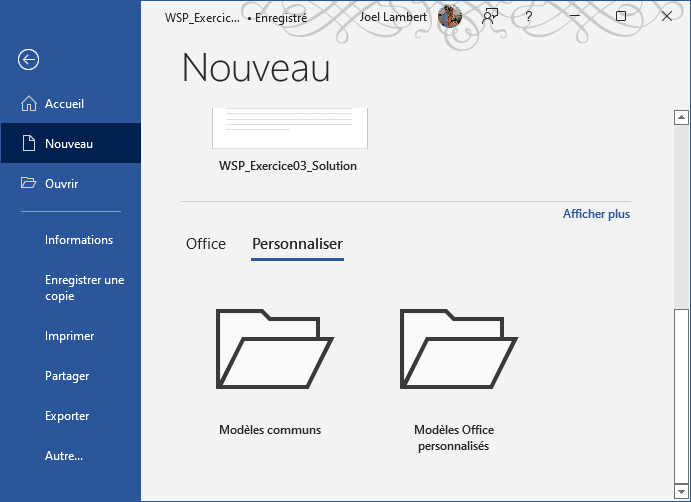 WSP_Exercic... • Enregistré
Joel Lambert
?
Nouveau
Accueil
Nouveau
Ouvrir
Informations
Enregistrer une
copie
Imprimer
Partager
Exporter
Autre...
WSP_Exercice03_Solution
Afficher plus
Office
Personnaliser
Modèles communs
Modèles Office
personnalisés